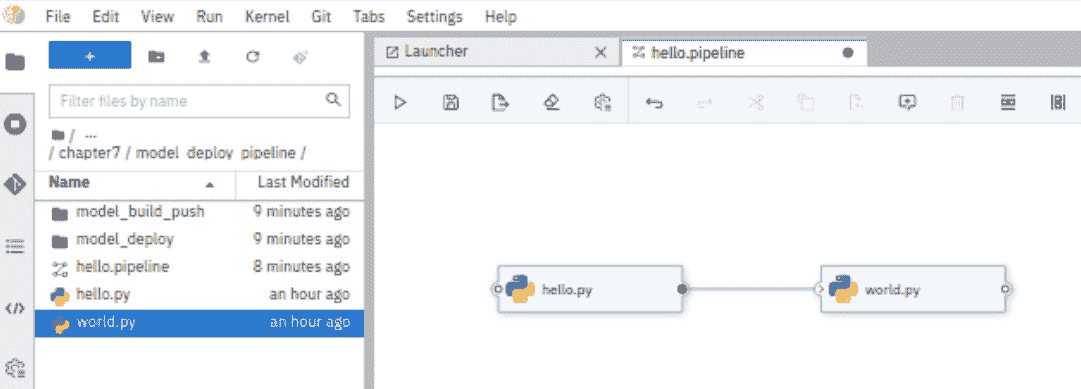 File Edit View Run Kernel Git Tabs Settings Help
+
Launcher
hello.pipeline
Filter files by name
/ ...
/ chapter7 / model_deploy_pipeline /
Name Last Modified
model_build_push 9 minutes ago
model_deploy 9 minutes ago
hello.pipeline 8 minutes ago
hello.py an hour ago
world.py an hour ago
hello.py
world.py